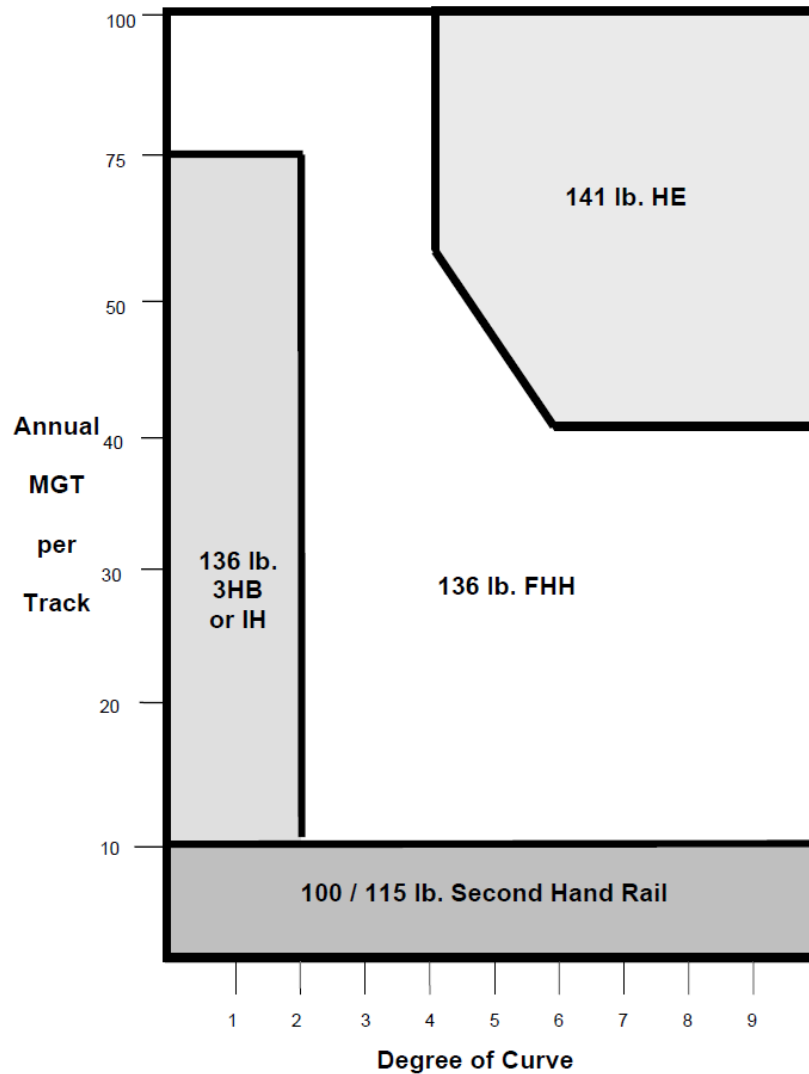 100
75
141 lb. HE
50
Annual
40
MGT
per
136 lb.
3HB
or IH
30
136 lb. FHH
Track
20
10
100 / 115 lb. Second Hand Rail
1 2 3 4 5 6 7 8 9
Degree of Curve